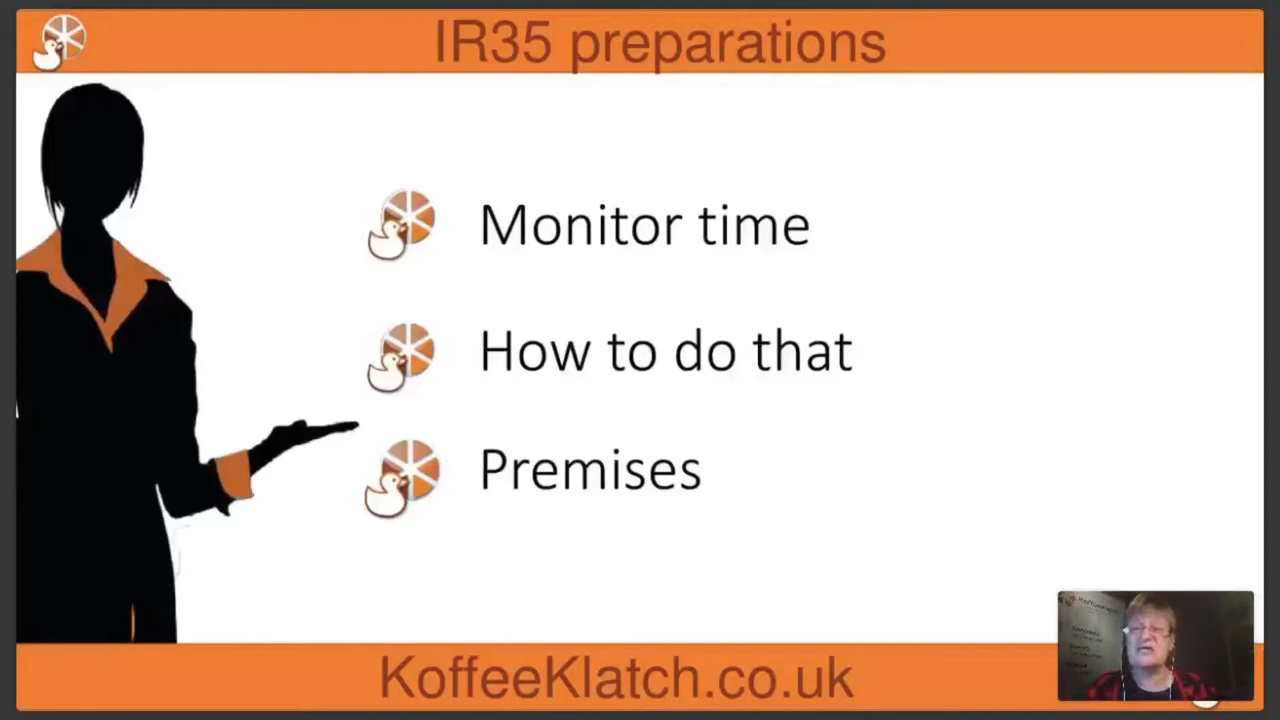 IR35 preparations
Monitor time
How to do that
Premises
KoffeeKlatch.co.uk